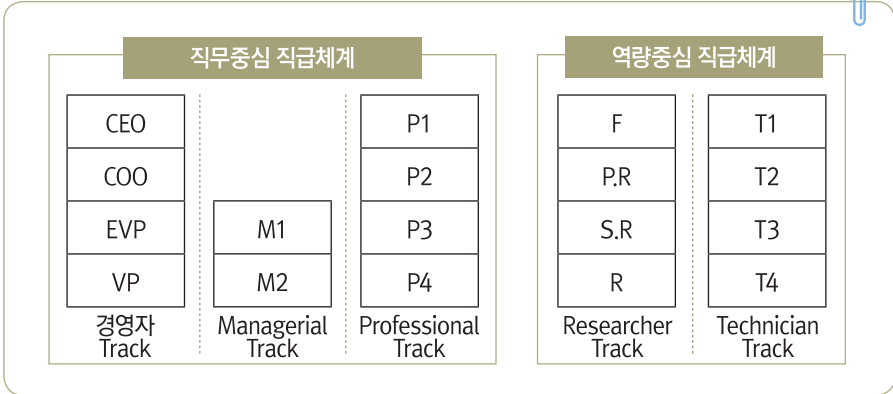 직무중심 직급체계
CEO
COO
EVP
VP
경영자
Track
M1
M2
Managerial
Track
P1
P2
P3
P4
Professional
Track
역량중심 직급체계
F
P.R
S.R
R
Researcher
Track
T1
T2
T3
T4
Technician
Track